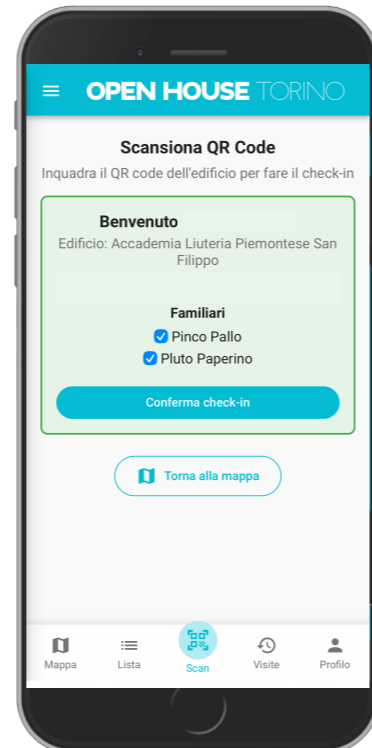 OPEN HOUSE TORINO
Scansiona QR Code
Inquadra il QR code dell'edificio per fare il check-in
Benvenuto
Edificio: Accademia Liuteria Piemontese San
Filippo
Familiari
Pinco Pallo
Pluto Paperino
Conferma check-in
Torna alla mappa
Mappa
Lista
Scan
Visite
Profilo